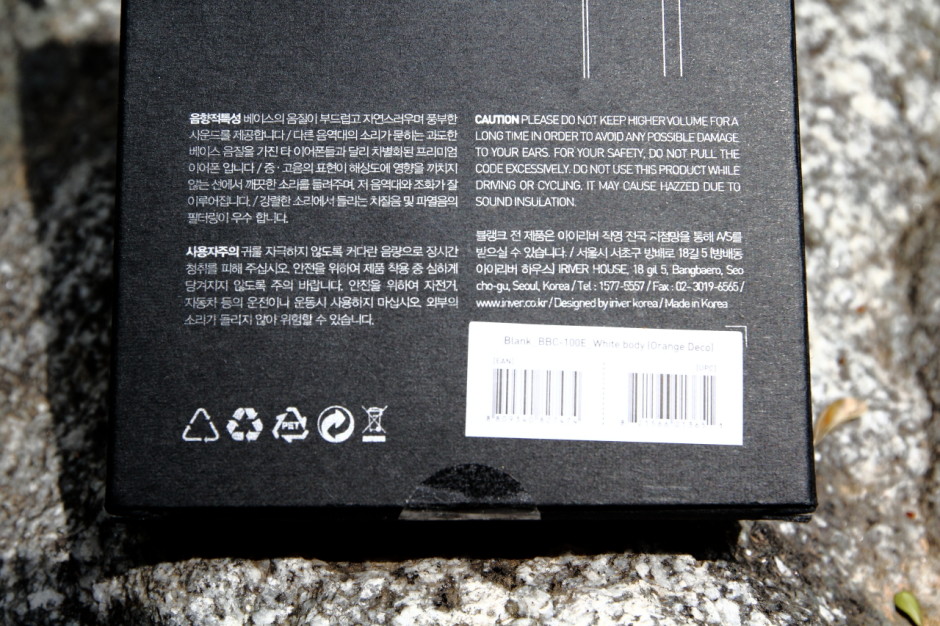 음향적특성 베이스의 음질이 부드럽고 자연스러우며 풍부한
사운드를 제공합니다 / 다른 음역대의 소리가 묻히는 과도한
베이스 음질을 가진 타 이어폰들과 달리 차별화된 프리미엄
이어폰 입니다 / 중·고음의 표현이 해상도에 영향을 끼치지
않는 선에서 깨끗한 소리를 들려주며, 저 음역대와 조화가 잘
이루어집니다. / 강렬한 소리에서 들리는 차질음 및 파열음의
필터링이 우수 합니다.
사용자주의 귀를 자극하지 않도록 커다란 음량으로 장시간
청취를 피해 주십시오. 안전을 위하여 제품 착용 중 심하게
당겨지지 않도록 주의 바랍니다. 안전을 위하여 자전거,
자동차 등의 운전이나 운동시 사용하지 마십시오. 외부의
소리가 들리지 않아 위험할 수 있습니다.
PET
CAUTION PLEASE DO NOT KEEP HIGHER VOLUME FOR A
LONG TIME IN ORDER TO AVOID ANY POSSIBLE DAMAGE
TO YOUR EARS. FOR YOUR SAFETY, DO NOT PULL THE
CODE EXCESSIVELY. DO NOT USE THIS PRODUCT WHILE
DRIVING OR CYCLING. IT MAY CAUSE HAZZED DUE TO
SOUND INSULATION.
블랭크 전 제품은 아이리버 직영 전국 지점망을 통해 A/S를
받으실 수 있습니다. / 서울시 서초구 방배로 18길 5 [방배동
아이리버 하우스] IRIVER HOUSE, 18 gil 5, Bangbaero, Seo
cho-gu, Seoul, Korea / Tel : 1577-5557 / Fax : 02-3019-6565 /
www.iriver.co.kr / Designed by iriver korea / Made in Korea
Blank BBC-100E White body (Orange Deco)